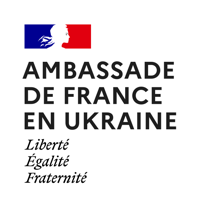 AMBASSADE
DE FRANCE
EN UKRAINE
Liberté
Égalité
Fraternité